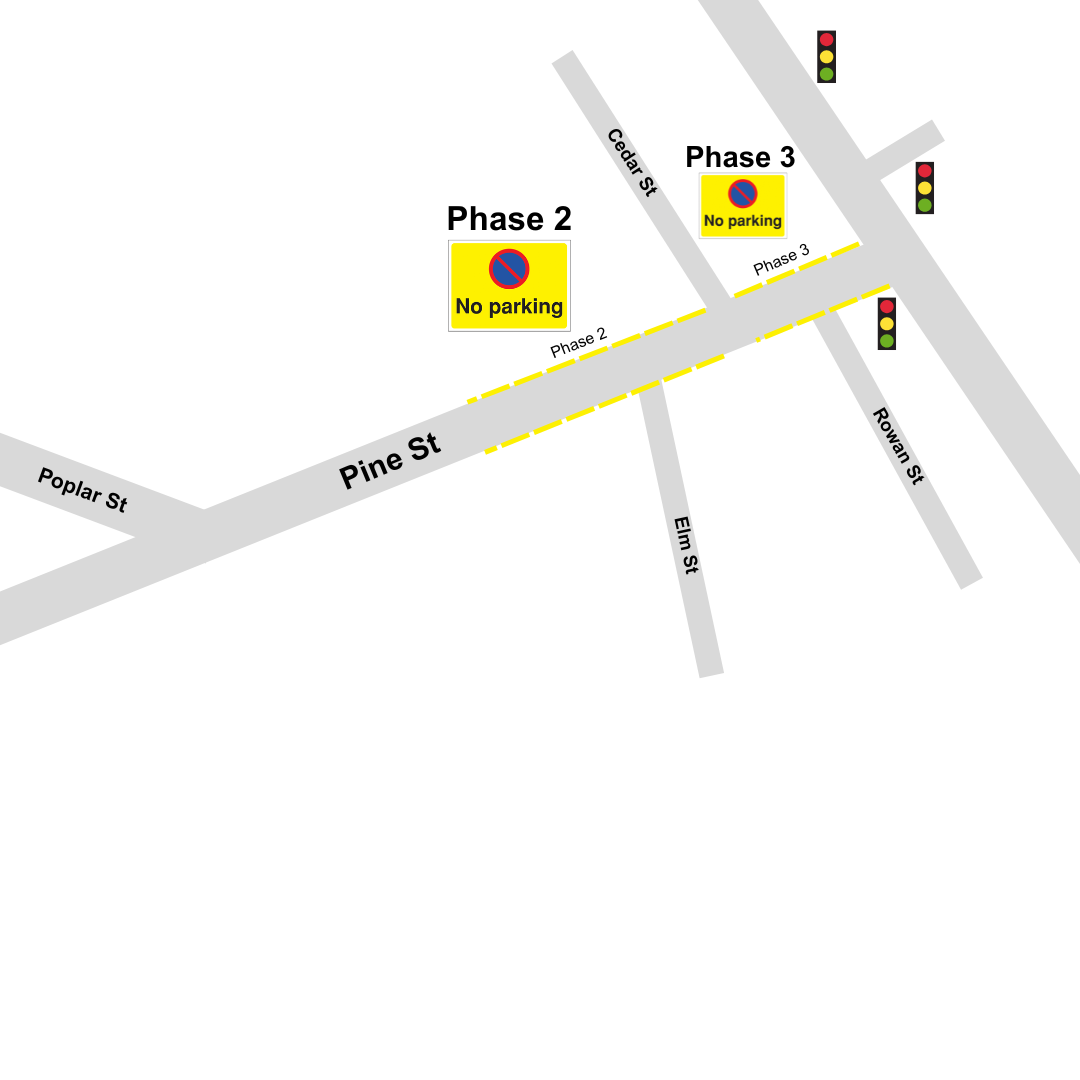 Cedar St
Phase 3
No parking
Phase 2
No parking
Phase 3
Phase 2
Pine St
Rowan St
Poplar St
Elm St